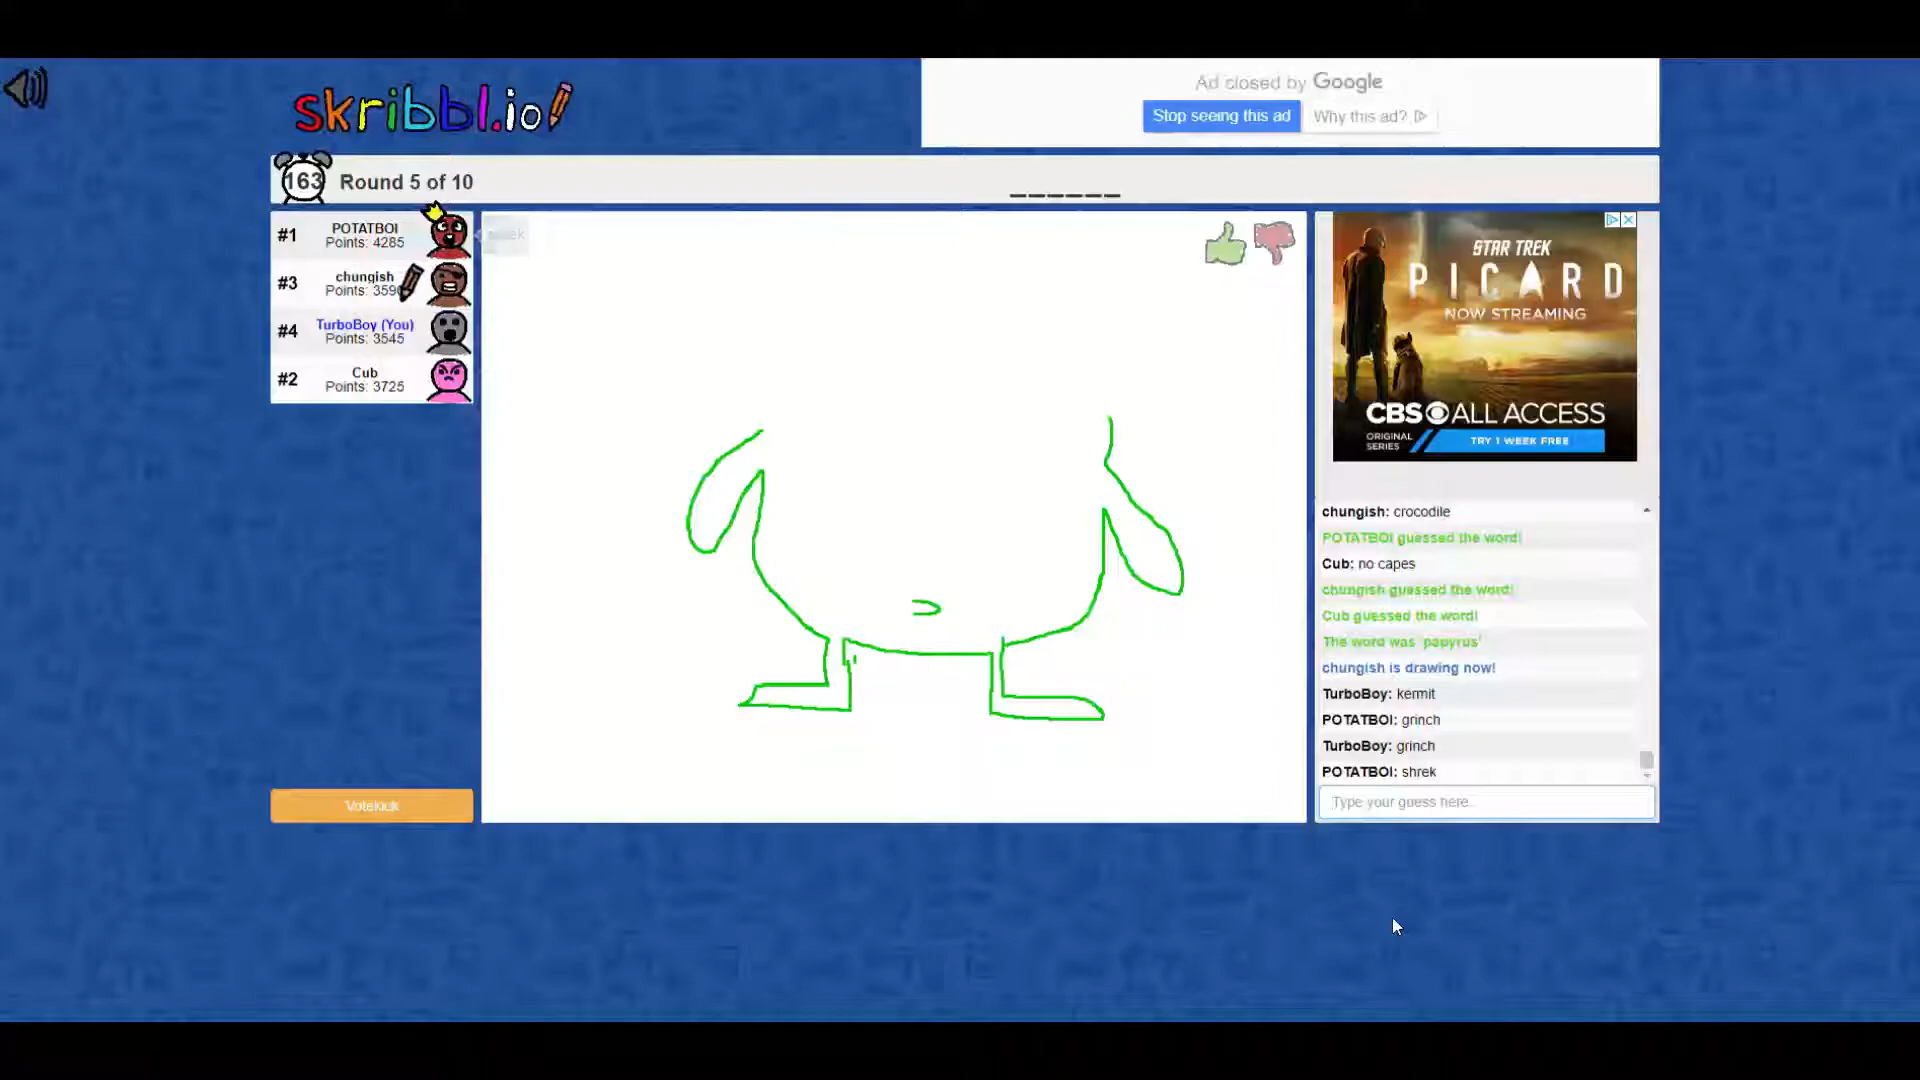 skribbl.io
Ad closed by Google
Stop seeing this ad
Why this ad?
163
Round 5 of 10
______
#1
POTATBOI
Points: 4285
#3
chungish
Points: 3590
#4
TurboBoy (You)
Points: 3545
#2
Cub
Points: 3725
Votekick
STAR TREK
PICARD
NOW STREAMING
CBS ALL ACCESS
ORIGINAL SERIES
TRY 1 WEEK FREE
chungish: crocodile
POTATBOI guessed the word!
Cub: no capes
chungish guessed the word!
Cub guessed the word!
The word was 'papyrus'
chungish is drawing now!
TurboBoy: kermit
POTATBOI: grinch
TurboBoy: grinch
POTATBOI: shrek
Type your guess here...